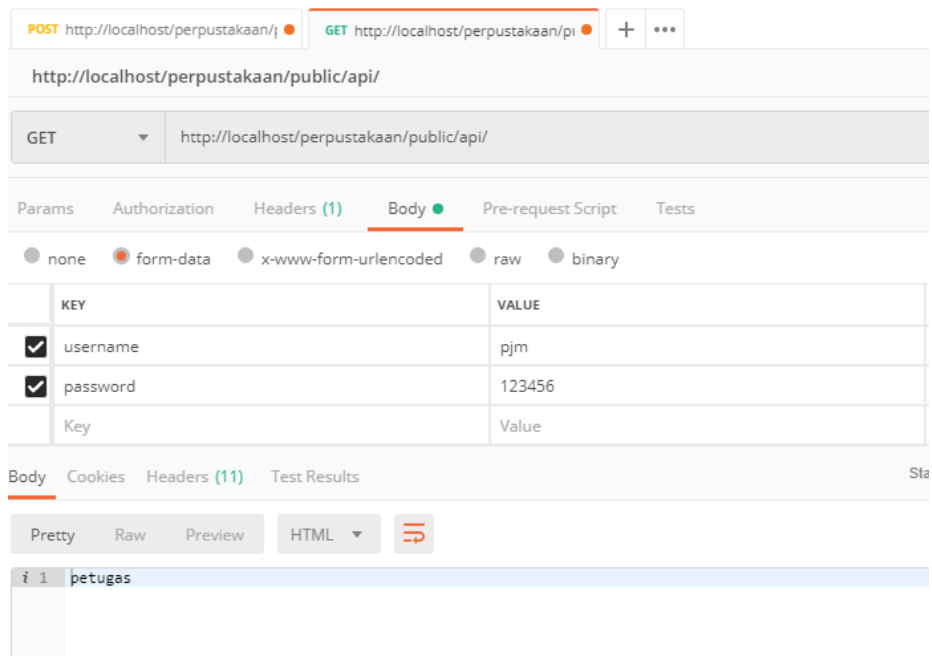 POST http://localhost/perpustakaan/p GET http://localhost/perpustakaan/pu + •••
http://localhost/perpustakaan/public/api/
GET http://localhost/perpustakaan/public/api/
Params Authorization Headers (1) Body Pre-request Script Tests
none form-data x-www-form-urlencoded raw binary
KEY VALUE
username pjm
password 123456
Key Value
Body Cookies Headers (11) Test Results Sta
Pretty Raw Preview HTML
i 1 petugas